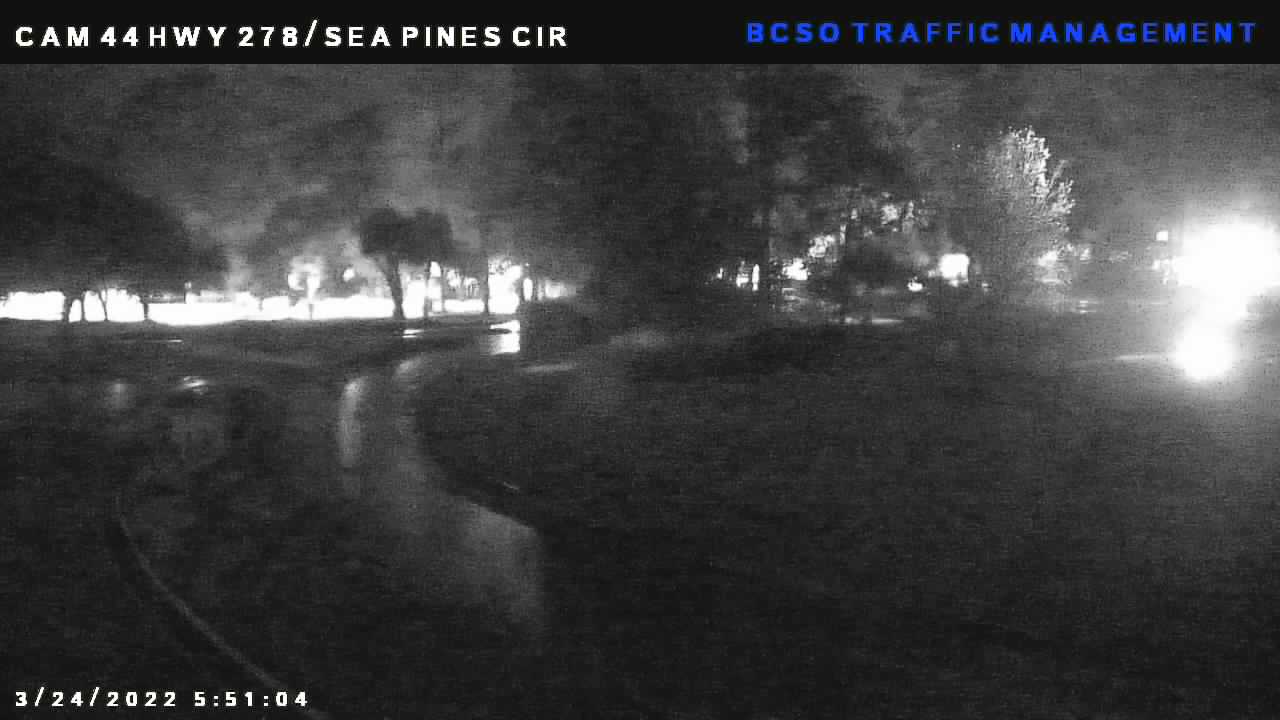 CAM 44 HWY 278/SEA PINES CIR
BCSO TRAFFIC MANAGEMENT
3/24/2022 5:51:04